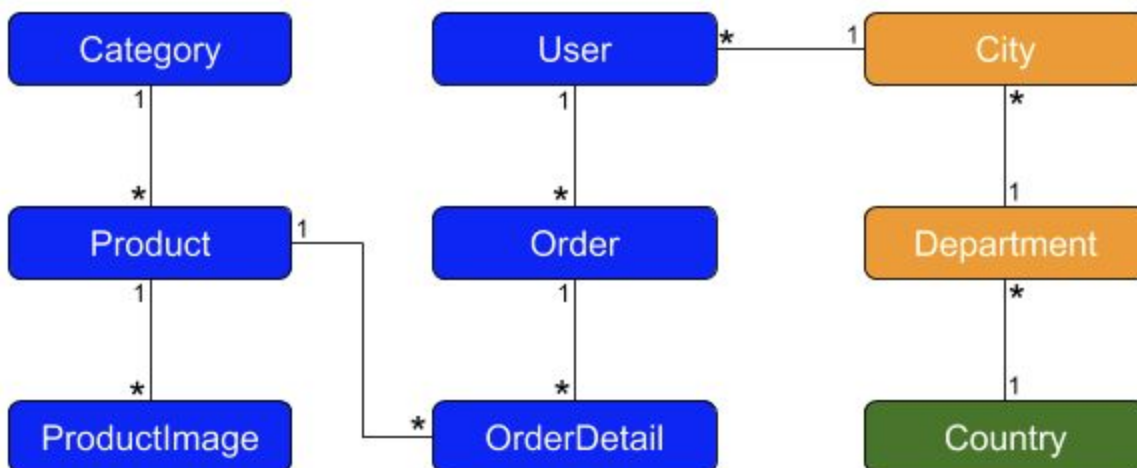 Category
User
* 1
City
1
1
*
*
*
1
Product
1
Order
Department
1
1
*
*
*
*
1
ProductImage
OrderDetail
Country